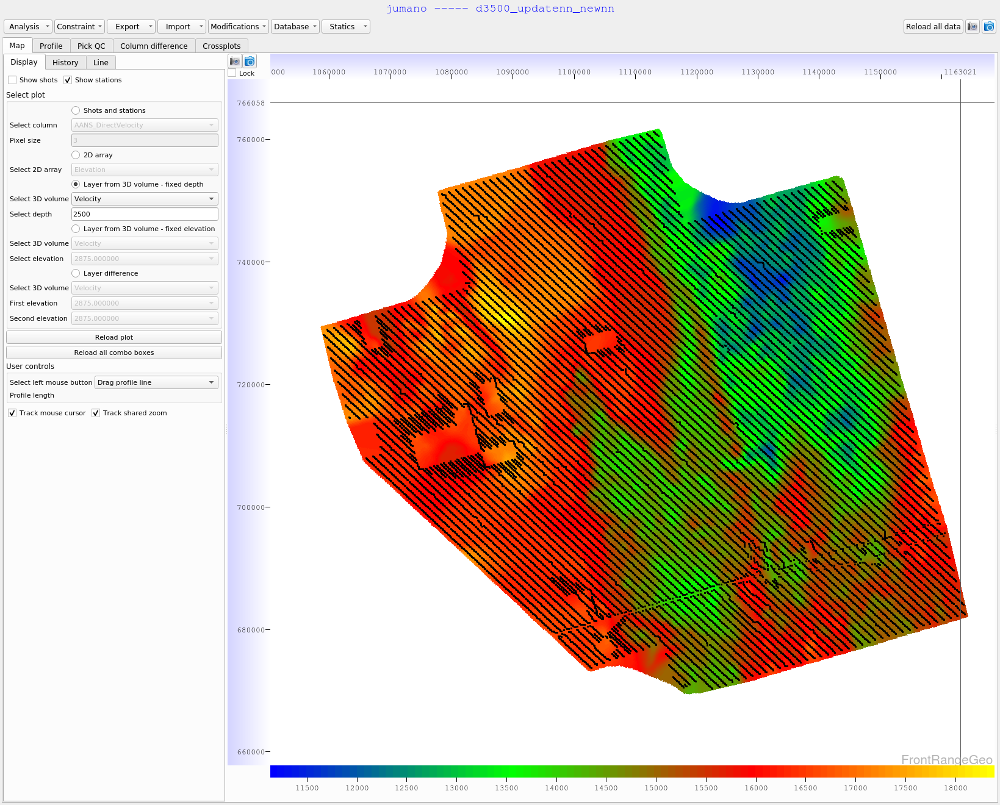 jumano ----- d3500_updatenn_newnn
Analysis Constraint Export Import Modifications Database Statics Reload all data
Map Profile Pick QC Column difference Crossplots
Display History Line
Lock
000 1060000 1070000 1080000 1090000 1100000 1110000 1120000 1130000 1140000 1150000 1163021
Show shots Show stations
Select plot
Shots and stations
Select column AANS_DirectVelocity
Pixel size 3
2D array
Select 2D array Elevation
Layer from 3D volume - fixed depth
Select 3D volume Velocity
Select depth 2500
Layer from 3D volume - fixed elevation
Select 3D volume Velocity
Select elevation 2875.000000
Layer difference
Select 3D volume Velocity
First elevation 2875.000000
Second elevation 2875.000000
Reload plot
Reload all combo boxes
User controls
Select left mouse button Drag profile line
Profile length
Track mouse cursor Track shared zoom
766058
760000
740000
720000
700000
680000
660000
FrontRangeGeo
11500 12000 12500 13000 13500 14000 14500 15000 15500 16000 16500 17000 17500 18000